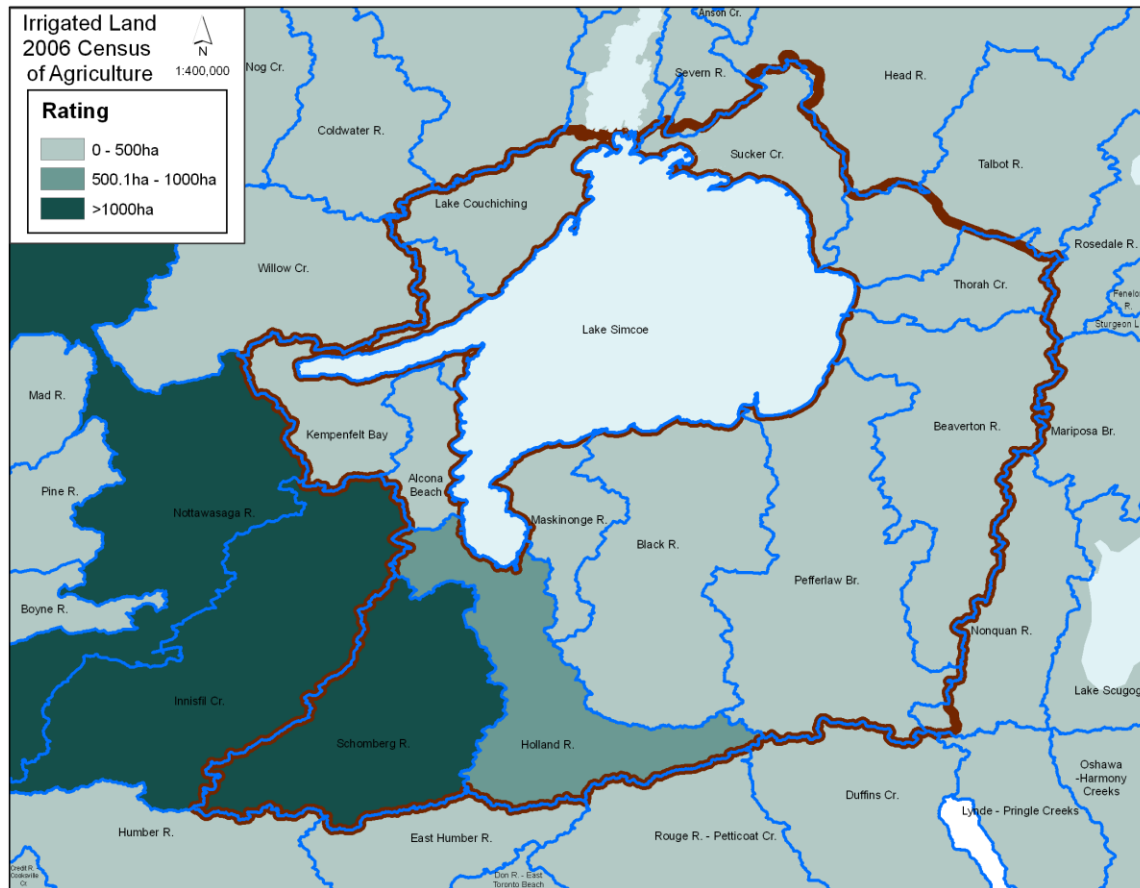 Irrigated Land
2006 Census
of Agriculture
N
1:400,000
Rating
0 - 500ha
500.1ha - 1000ha
>1000ha
Anson Cr.
Nog Cr.
Severn R.
Head R.
Coldwater R.
Sucker Cr.
Talbot R.
Lake Couchiching
Rosedale R.
Willow Cr.
Thorah Cr.
Fenelon
R.
Sturgeon L
Lake Simcoe
Mad R.
Kempenfelt Bay
Beaverton R.
Mariposa Br.
Alcona
Beach
Pine R.
Nottawasaga R.
Maskinonge R.
Black R.
Pefferlaw Br.
Boyne R.
Nonquan R.
Innisfil Cr.
Lake Scugog
Schomberg R.
Holland R.
Oshawa
-Harmony
Creeks
Duffins Cr.
Lynde - Pringle Creeks
Humber R.
East Humber R.
Rouge R. - Petticoat Cr.
Credit R.
Cooksville
Cr.
Don R. - East
Toronto Beach